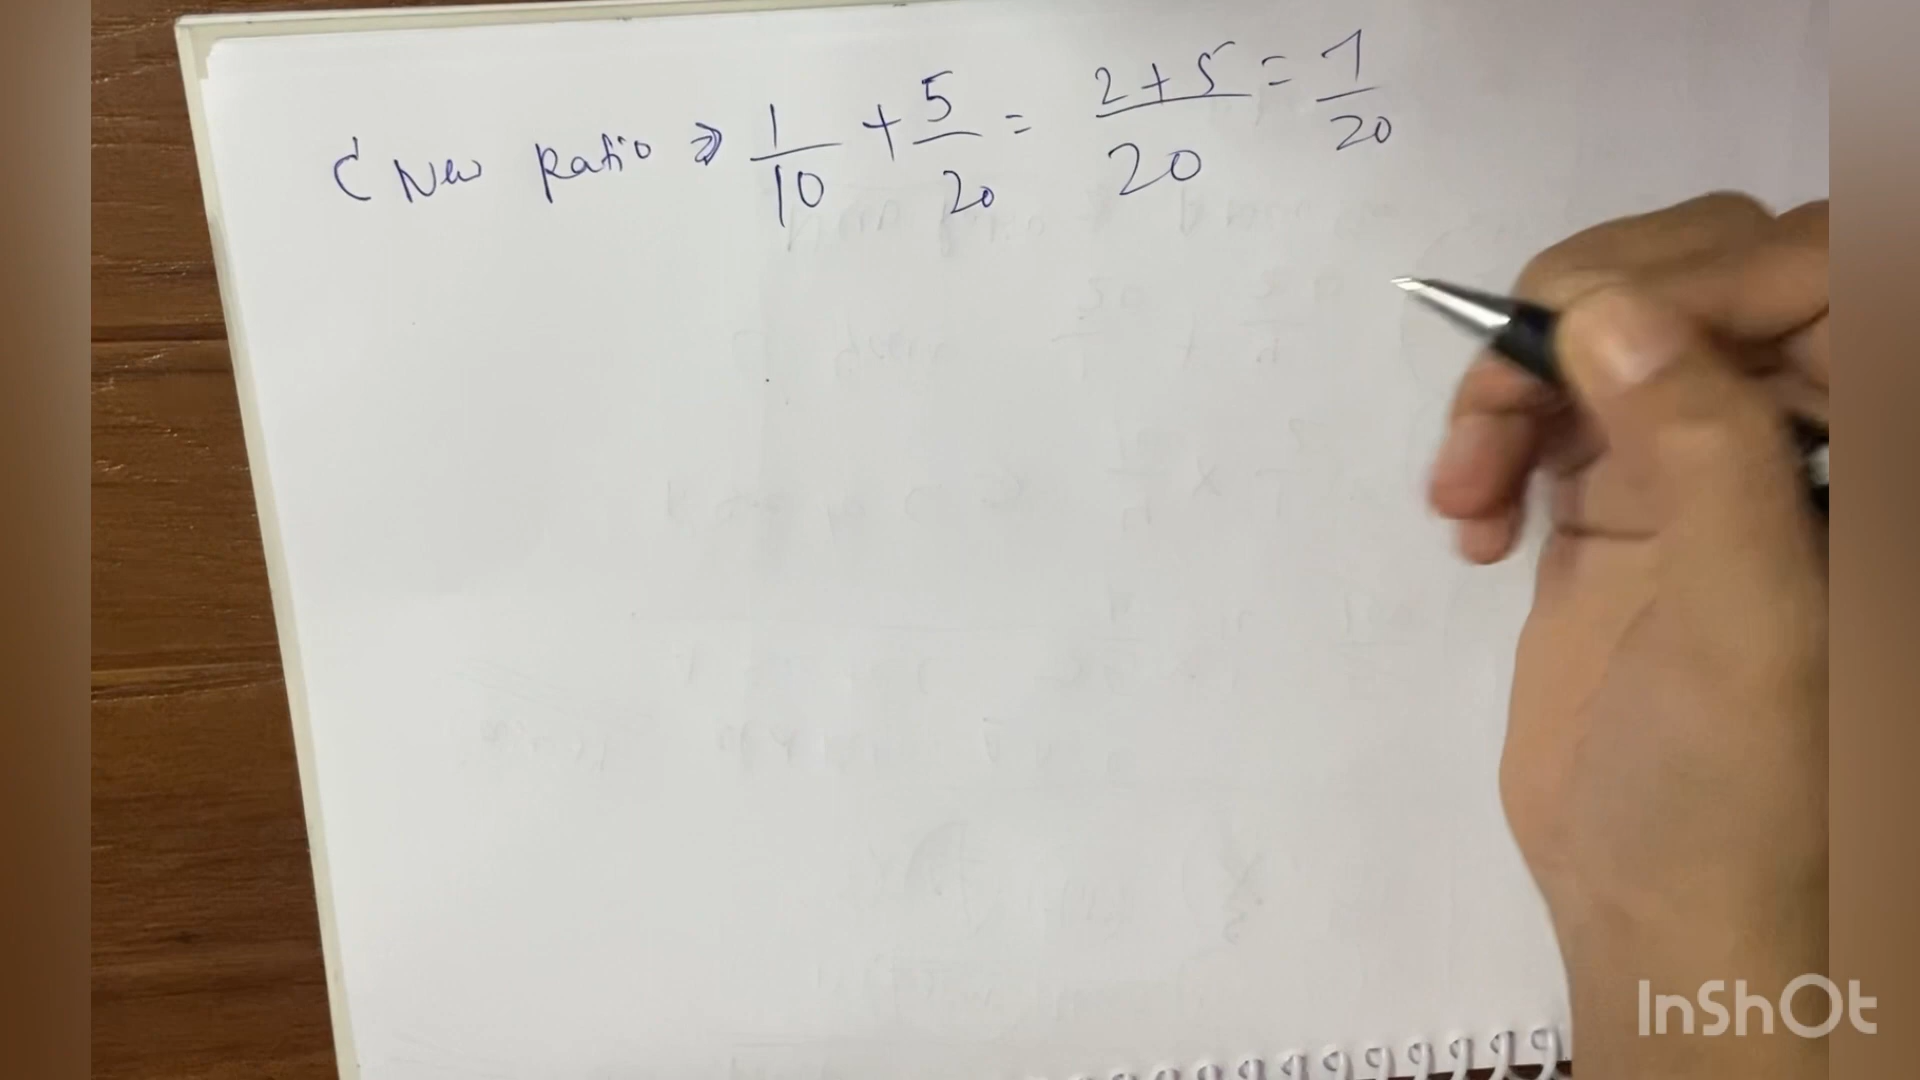 C New Ratio ⇒ 1/10 + 5/20 = 2+5/20 = 7/20
InShOt